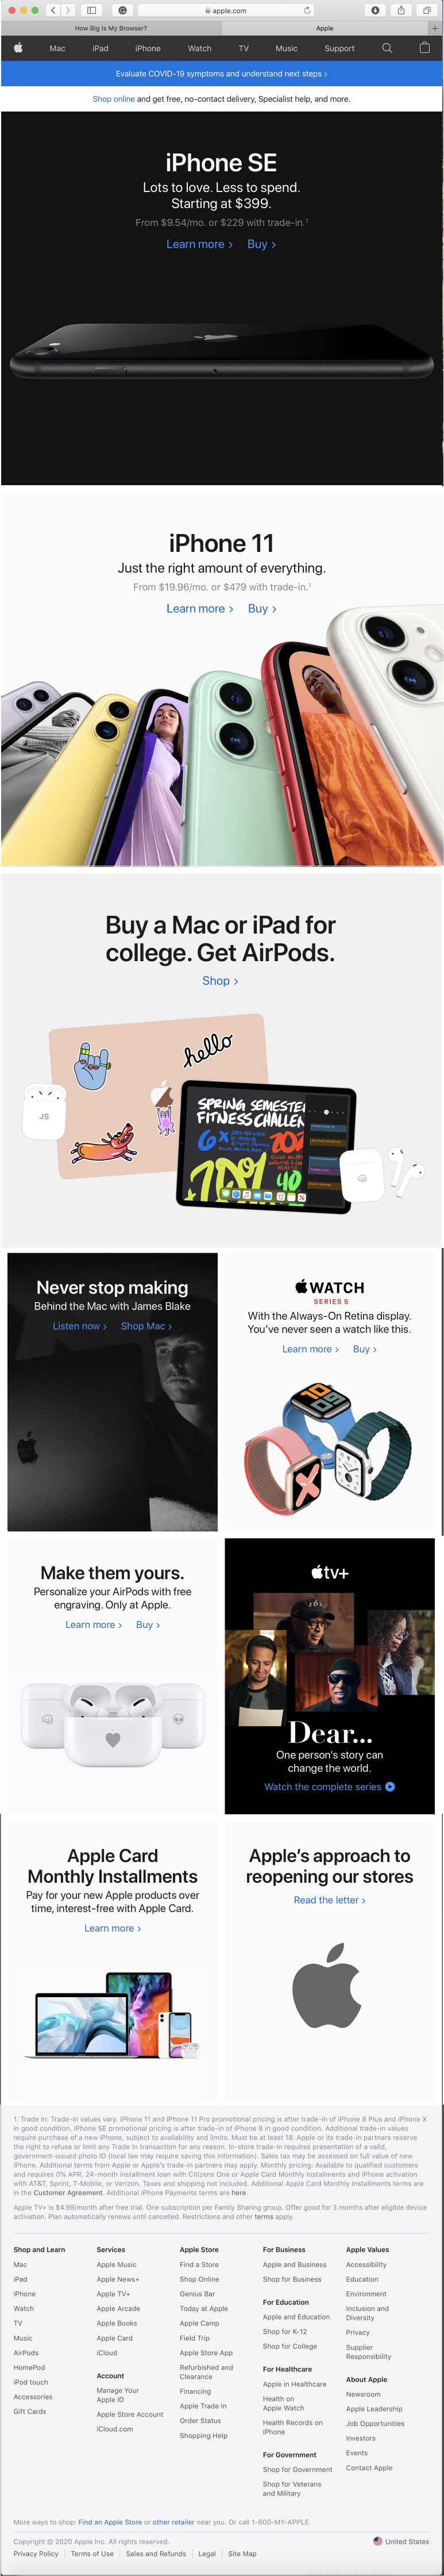 apple.com
How Big Is My Browser?
Apple
Mac iPad iPhone Watch TV Music Support
Evaluate COVID-19 symptoms and understand next steps >
Shop online and get free, no-contact delivery, Specialist help, and more.
iPhone SE
Lots to love. Less to spend.
Starting at $399.
From $9.54/mo. or $229 with trade-in.¹
Learn more > Buy >
iPhone 11
Just the right amount of everything.
From $19.96/mo. or $479 with trade-in.¹
Learn more > Buy >
Buy a Mac or iPad for
college. Get AirPods.
Shop >
hello
JS
SPRING SEMESTER
FITNESS CHALLEN
6X
Never stop making
Behind the Mac with James Blake
Listen now > Shop Mac >
WATCH
SERIES 5
With the Always-On Retina display.
You've never seen a watch like this.
Learn more > Buy >
10
09
Make them yours.
Personalize your AirPods with free
engraving. Only at Apple.
Learn more > Buy >
tv+
Dear...
One person's story can
change the world.
Watch the complete series
Apple Card
Monthly Installments
Pay for your new Apple products over
time, interest-free with Apple Card.
Learn more >
Apple's approach to
reopening our stores
Read the letter >
1. Trade In: Trade-in values vary. iPhone 11 and iPhone 11 Pro promotional pricing is after trade-in of iPhone 8 Plus and iPhone X
in good condition. iPhone SE promotional pricing is after trade-in of iPhone 8 in good condition. Additional trade-in values
require purchase of a new iPhone, subject to availability and limits. Must be at least 18. Apple or its trade-in partners reserve
the right to refuse or limit any Trade In transaction for any reason. In-store trade-in requires presentation of a valid,
government-issued photo ID (local law may require saving this information). Sales tax may be assessed on full value of new
iPhone. Additional terms from Apple or Apple's trade-in partners may apply. Monthly pricing: Available to qualified customers
and requires 0% APR, 24-month installment loan with Citizens One or Apple Card Monthly Installments and iPhone activation
with AT&T, Sprint, T-Mobile, or Verizon. Taxes and shipping not included. Additional Apple Card Monthly Installments terms are
in the Customer Agreement. Additional iPhone Payments terms are here.
Apple TV+ is $4.99/month after free trial. One subscription per Family Sharing group. Offer good for 3 months after eligible device
activation. Plan automatically renews until cancelled. Restrictions and other terms apply.
Shop and Learn
Mac
iPad
iPhone
Watch
TV
Music
AirPods
HomePod
iPod touch
Accessories
Gift Cards
Services
Apple Music
Apple News+
Apple TV+
Apple Arcade
Apple Books
Apple Card
iCloud
Account
Manage Your
Apple ID
Apple Store Account
iCloud.com
Apple Store
Find a Store
Shop Online
Genius Bar
Today at Apple
Apple Camp
Field Trip
Apple Store App
Refurbished and
Clearance
Financing
Apple Trade In
Order Status
Shopping Help
For Business
Apple and Business
Shop for Business
For Education
Apple and Education
Shop for K-12
Shop for College
For Healthcare
Apple in Healthcare
Health on
Apple Watch
Health Records on
iPhone
For Government
Shop for Government
Shop for Veterans
and Military
Apple Values
Accessibility
Education
Environment
Inclusion and
Diversity
Privacy
Supplier
Responsibility
About Apple
Newsroom
Apple Leadership
Job Opportunities
Investors
Events
Contact Apple
More ways to shop: Find an Apple Store or other retailer near you. Or call 1-800-MY-APPLE.
Copyright © 2020 Apple Inc. All rights reserved.
United States
Privacy Policy | Terms of Use | Sales and Refunds | Legal | Site Map